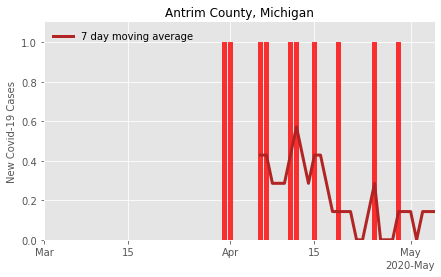 Antrim County, Michigan
7 day moving average
New Covid-19 Cases
1.0
0.8
0.6
0.4
0.2
0.0
Mar 15 Apr 15 May
2020-May